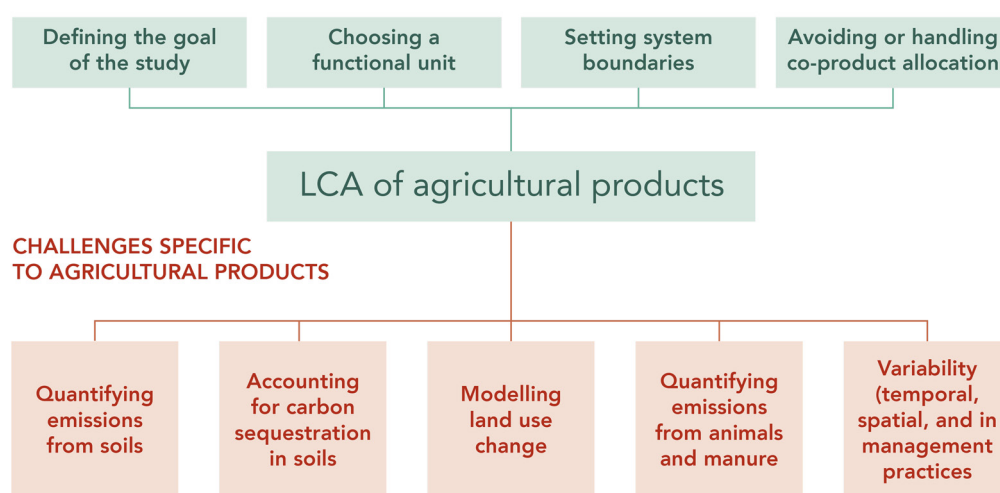 Defining the goal
of the study
Choosing a
functional unit
Setting system
boundaries
Avoiding or handling
co-product allocation
LCA of agricultural products
CHALLENGES SPECIFIC
TO AGRICULTURAL PRODUCTS
Quantifying
emissions
from soils
Accounting
for carbon
sequestration
in soils
Modelling
land use
change
Quantifying
emissions
from animals
and manure
Variability
(temporal,
spatial, and in
management
practices